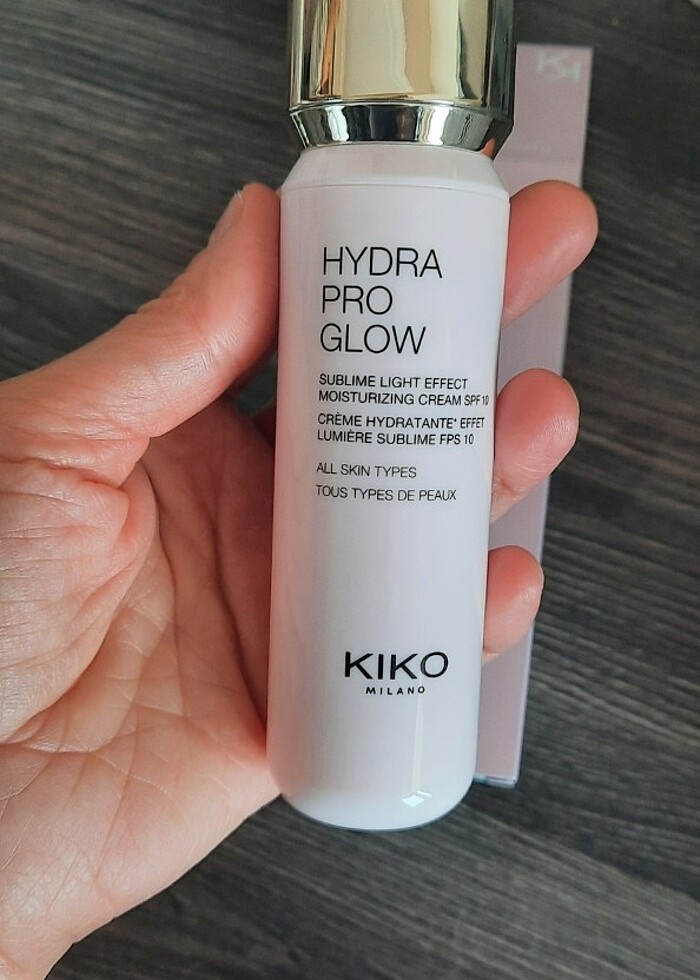 HYDRA
PRO
GLOW
SUBLIME LIGHT EFFECT
MOISTURIZING CREAM SPF 10
CRÈME HYDRATANTE* EFFET
LUMIÈRE SUBLIME FPS 10
ALL SKIN TYPES
TOUS TYPES DE PEAUX
KIKO
MILANO